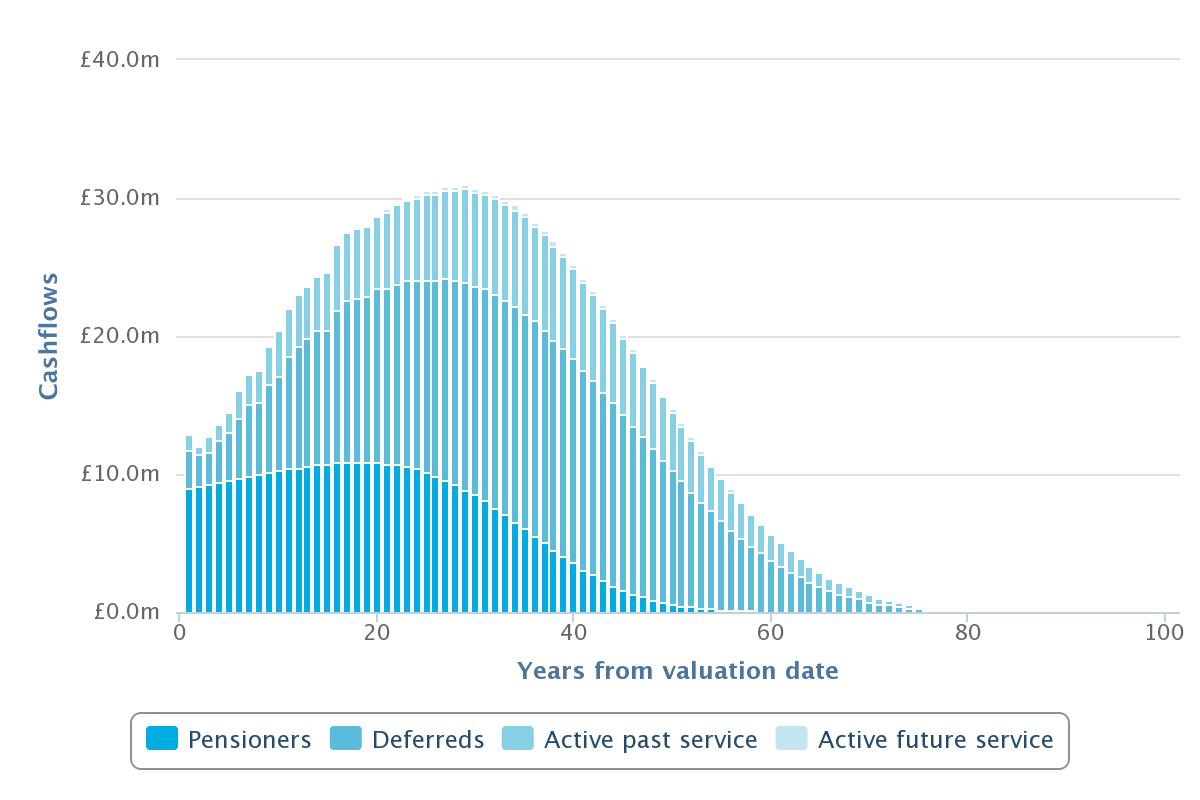 £40.0m
£30.0m
£20.0m
£10.0m
£0.0m
Cashflows
0 20 40 60 80 100
Years from valuation date
Pensioners Deferreds Active past service Active future service